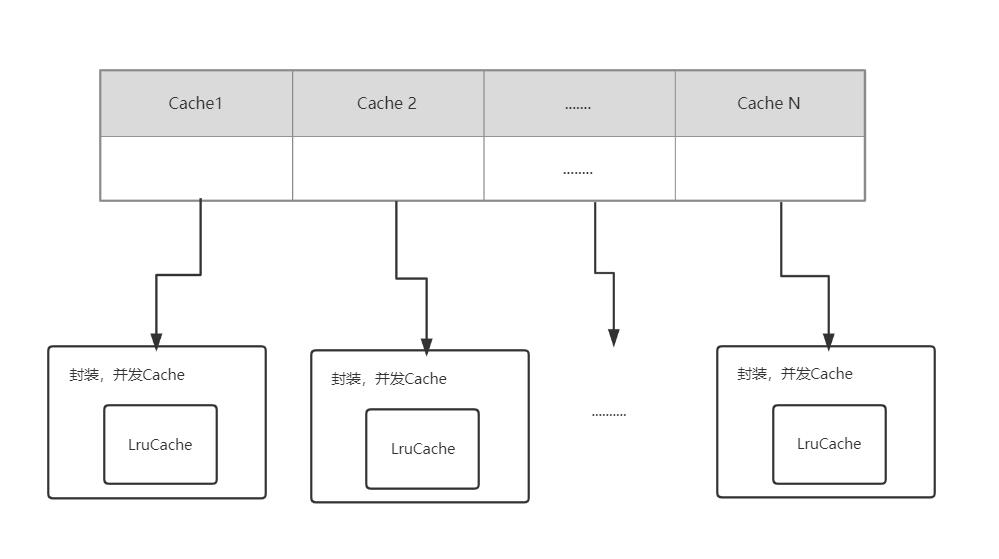 Cache1
Cache 2
.......
Cache N
........
封装，并发Cache
LruCache
封装，并发Cache
LruCache
..........
封装，并发Cache
LruCache